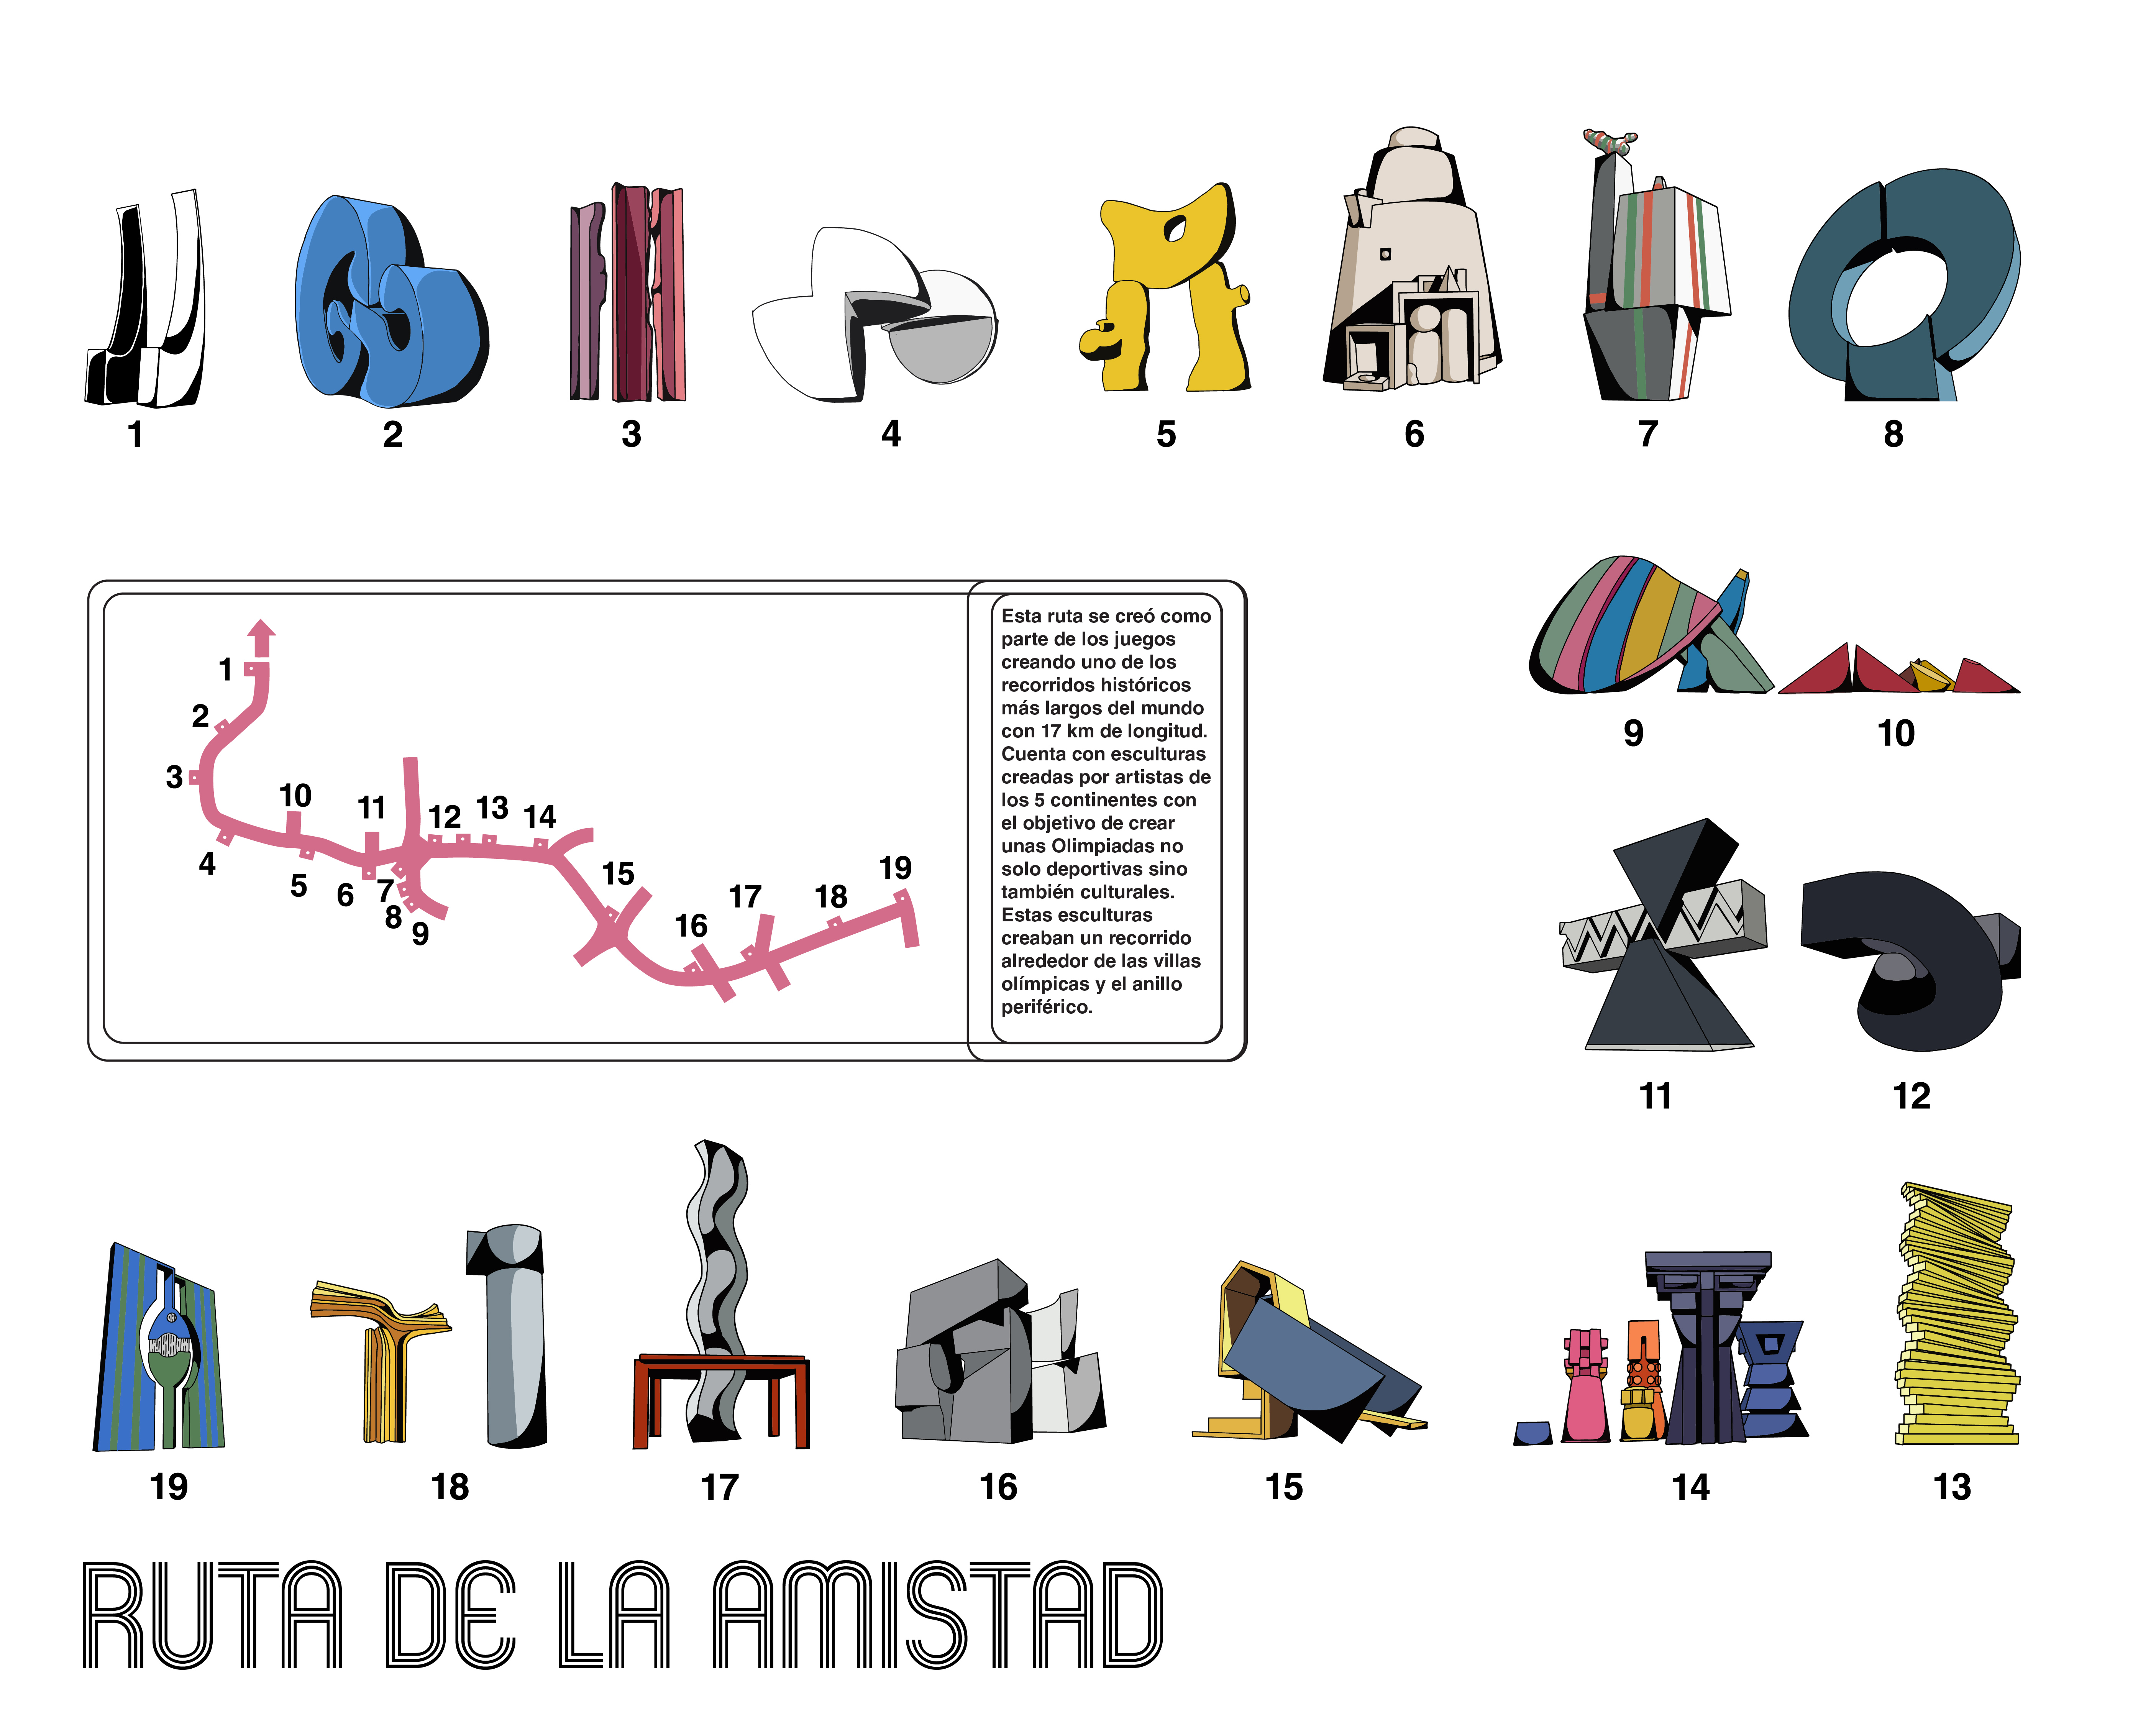 1 2 3 4 5 6 7 8
Esta ruta se creó como
parte de los juegos
creando uno de los
recorridos históricos
más largos del mundo
con 17 km de longitud.
Cuenta con esculturas
creadas por artistas de
los 5 continentes con
el objetivo de crear
unas Olimpiadas no
solo deportivas sino
también culturales.
Estas esculturas
creaban un recorrido
alrededor de las villas
olímpicas y el anillo
periférico.
1
2
3
4
10
5
11
6
7
8
9
12
13
14
15
16
17
18
19
9 10
11 12
19 18 17 16 15 14 13
RUTA DE LA AMISTAD